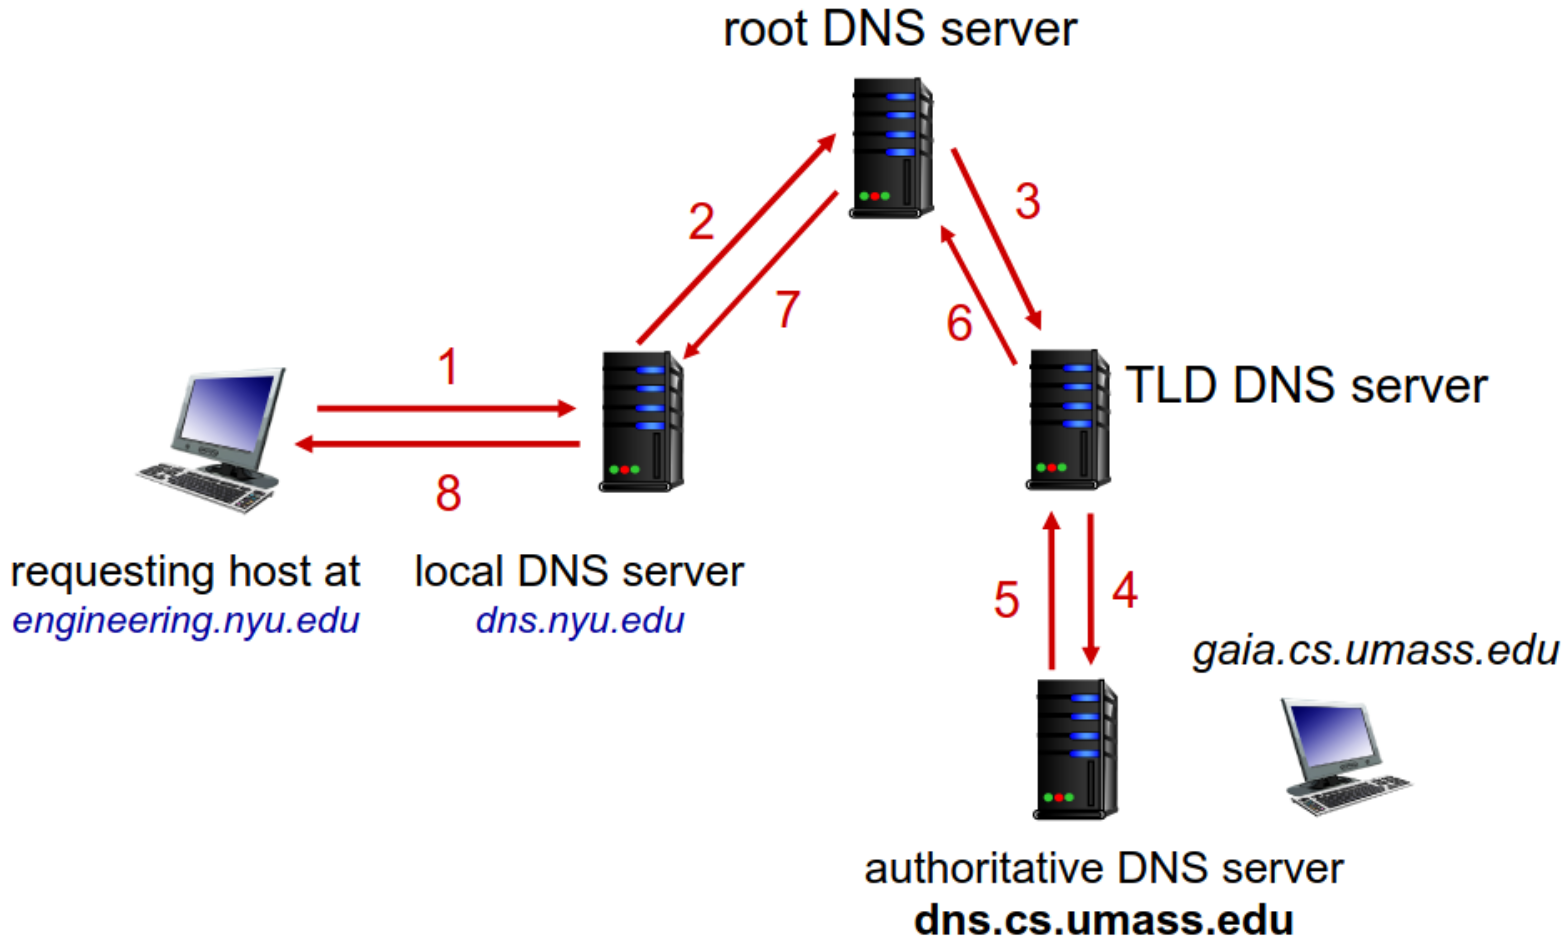 root DNS server
2
3
7
6
1
TLD DNS server
8
requesting host at
engineering.nyu.edu
local DNS server
dns.nyu.edu
5
4
gaia.cs.umass.edu
authoritative DNS server
dns.cs.umass.edu